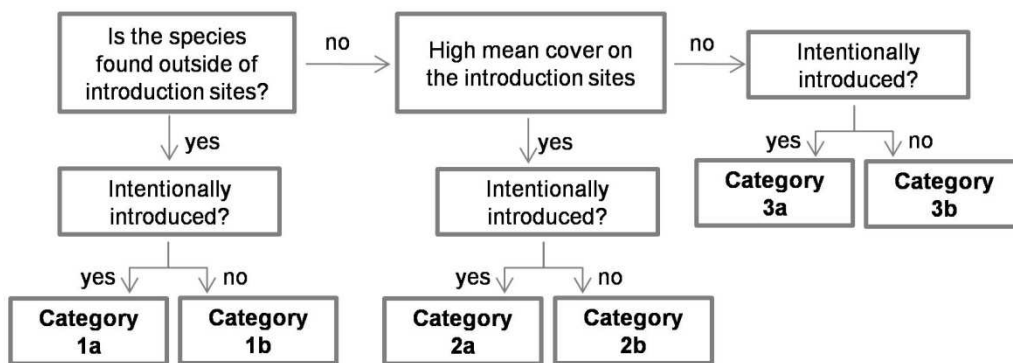 Is the species
found outside of
introduction sites?
no
High mean cover on
the introduction sites
no
Intentionally
introduced?
yes
yes
yes
no
Intentionally
introduced?
Intentionally
introduced?
Category
3a
Category
3b
yes
no
yes
no
Category
1a
Category
1b
Category
2a
Category
2b